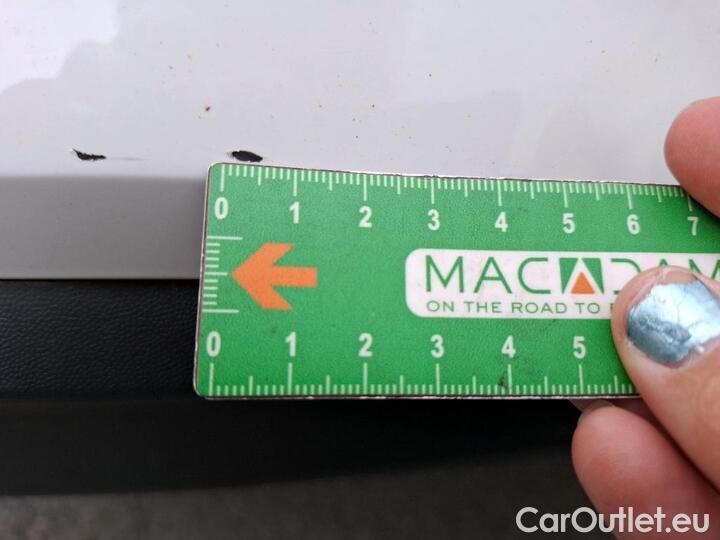 0 1 2 3 4 5 6 7
MACADAM
ON THE ROAD TO
0 1 2 3 4 5
CarOutlet.eu